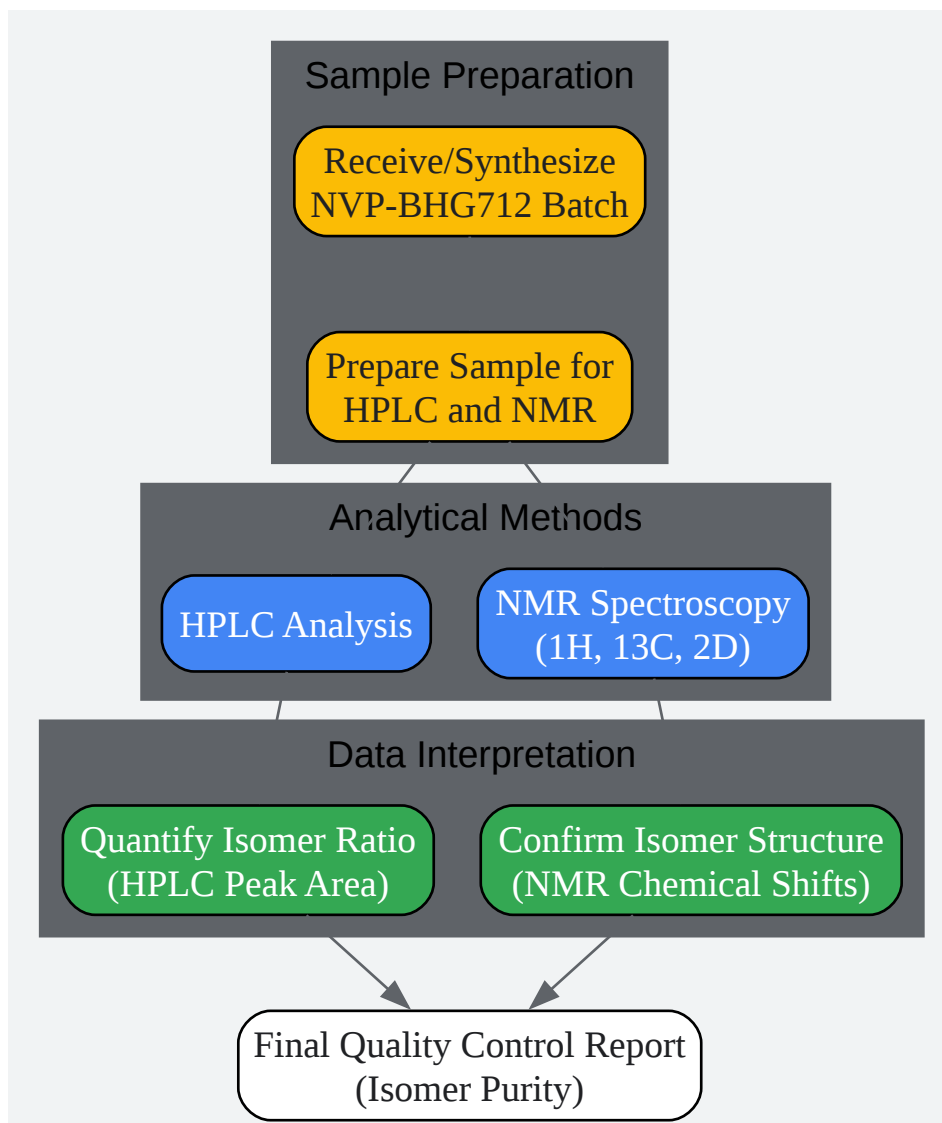 Sample Preparation
Receive/Synthesize
NVP-BHG712 Batch
Prepare Sample for
HPLC and NMR
Analytical Methods
HPLC Analysis
NMR Spectroscopy
(1H, 13C, 2D)
Data Interpretation
Quantify Isomer Ratio
(HPLC Peak Area)
Confirm Isomer Structure
(NMR Chemical Shifts)
Final Quality Control Report
(Isomer Purity)